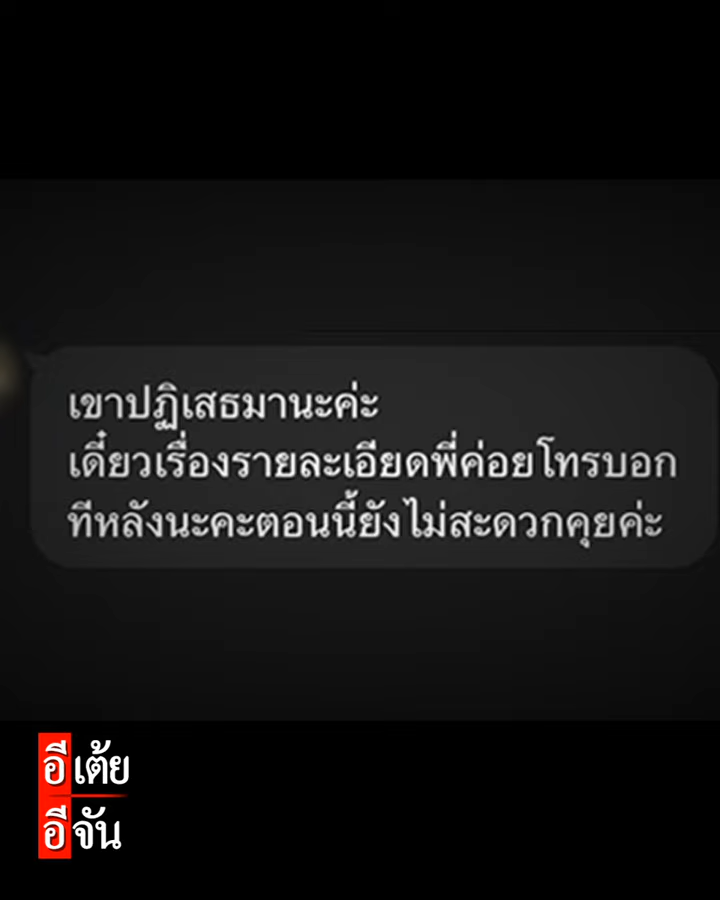 เขาปฏิเสธมานะค่ะ
เดี๋ยวเรื่องรายละเอียดพี่ค่อยโทรบอก
ทีหลังนะคะตอนนี้ยังไม่สะดวกคุยค่ะ
อีเต้ย
อีจัน